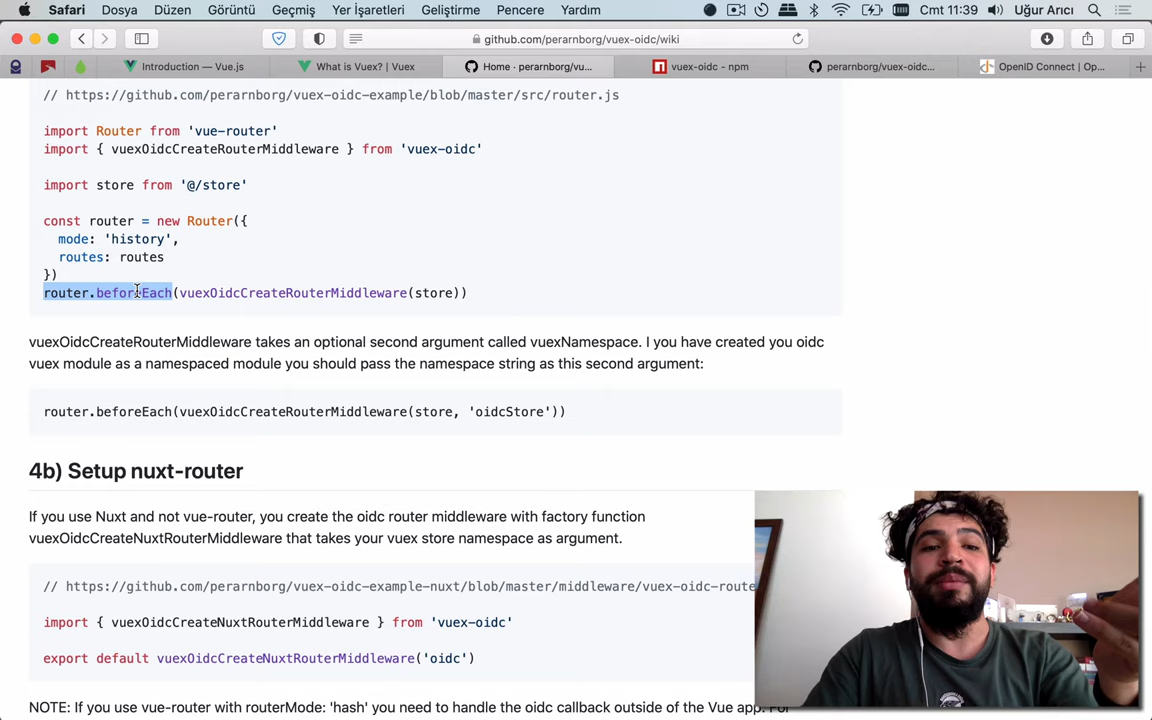 Safari Dosya Düzen Görüntü Geçmiş Yer İşaretleri Geliştirme Pencere Yardım Cmt 11:39 Uğur Arıcı
github.com/perarnborg/vuex-oidc/wiki
Introduction — Vue.js What is Vuex? | Vuex Home · perarnborg/vu... vuex-oidc - npm perarnborg/vuex-oidc... OpenID Connect | Op...
// https://github.com/perarnborg/vuex-oidc-example/blob/master/src/router.js
import Router from 'vue-router'
import { vuexOidcCreateRouterMiddleware } from 'vuex-oidc'
import store from '@/store'
const router = new Router({
mode: 'history',
routes: routes
})
router.beforeEach(vuexOidcCreateRouterMiddleware(store))
vuexOidcCreateRouterMiddleware takes an optional second argument called vuexNamespace. I you have created you oidc
vuex module as a namespaced module you should pass the namespace string as this second argument:
router.beforeEach(vuexOidcCreateRouterMiddleware(store, 'oidcStore'))
4b) Setup nuxt-router
If you use Nuxt and not vue-router, you create the oidc router middleware with factory function
vuexOidcCreateNuxtRouterMiddleware that takes your vuex store namespace as argument.
// https://github.com/perarnborg/vuex-oidc-example-nuxt/blob/master/middleware/vuex-oidc-route
import { vuexOidcCreateNuxtRouterMiddleware } from 'vuex-oidc'
export default vuexOidcCreateNuxtRouterMiddleware('oidc')
NOTE: If you use vue-router with routerMode: 'hash' you need to handle the oidc callback outside of the Vue app. For